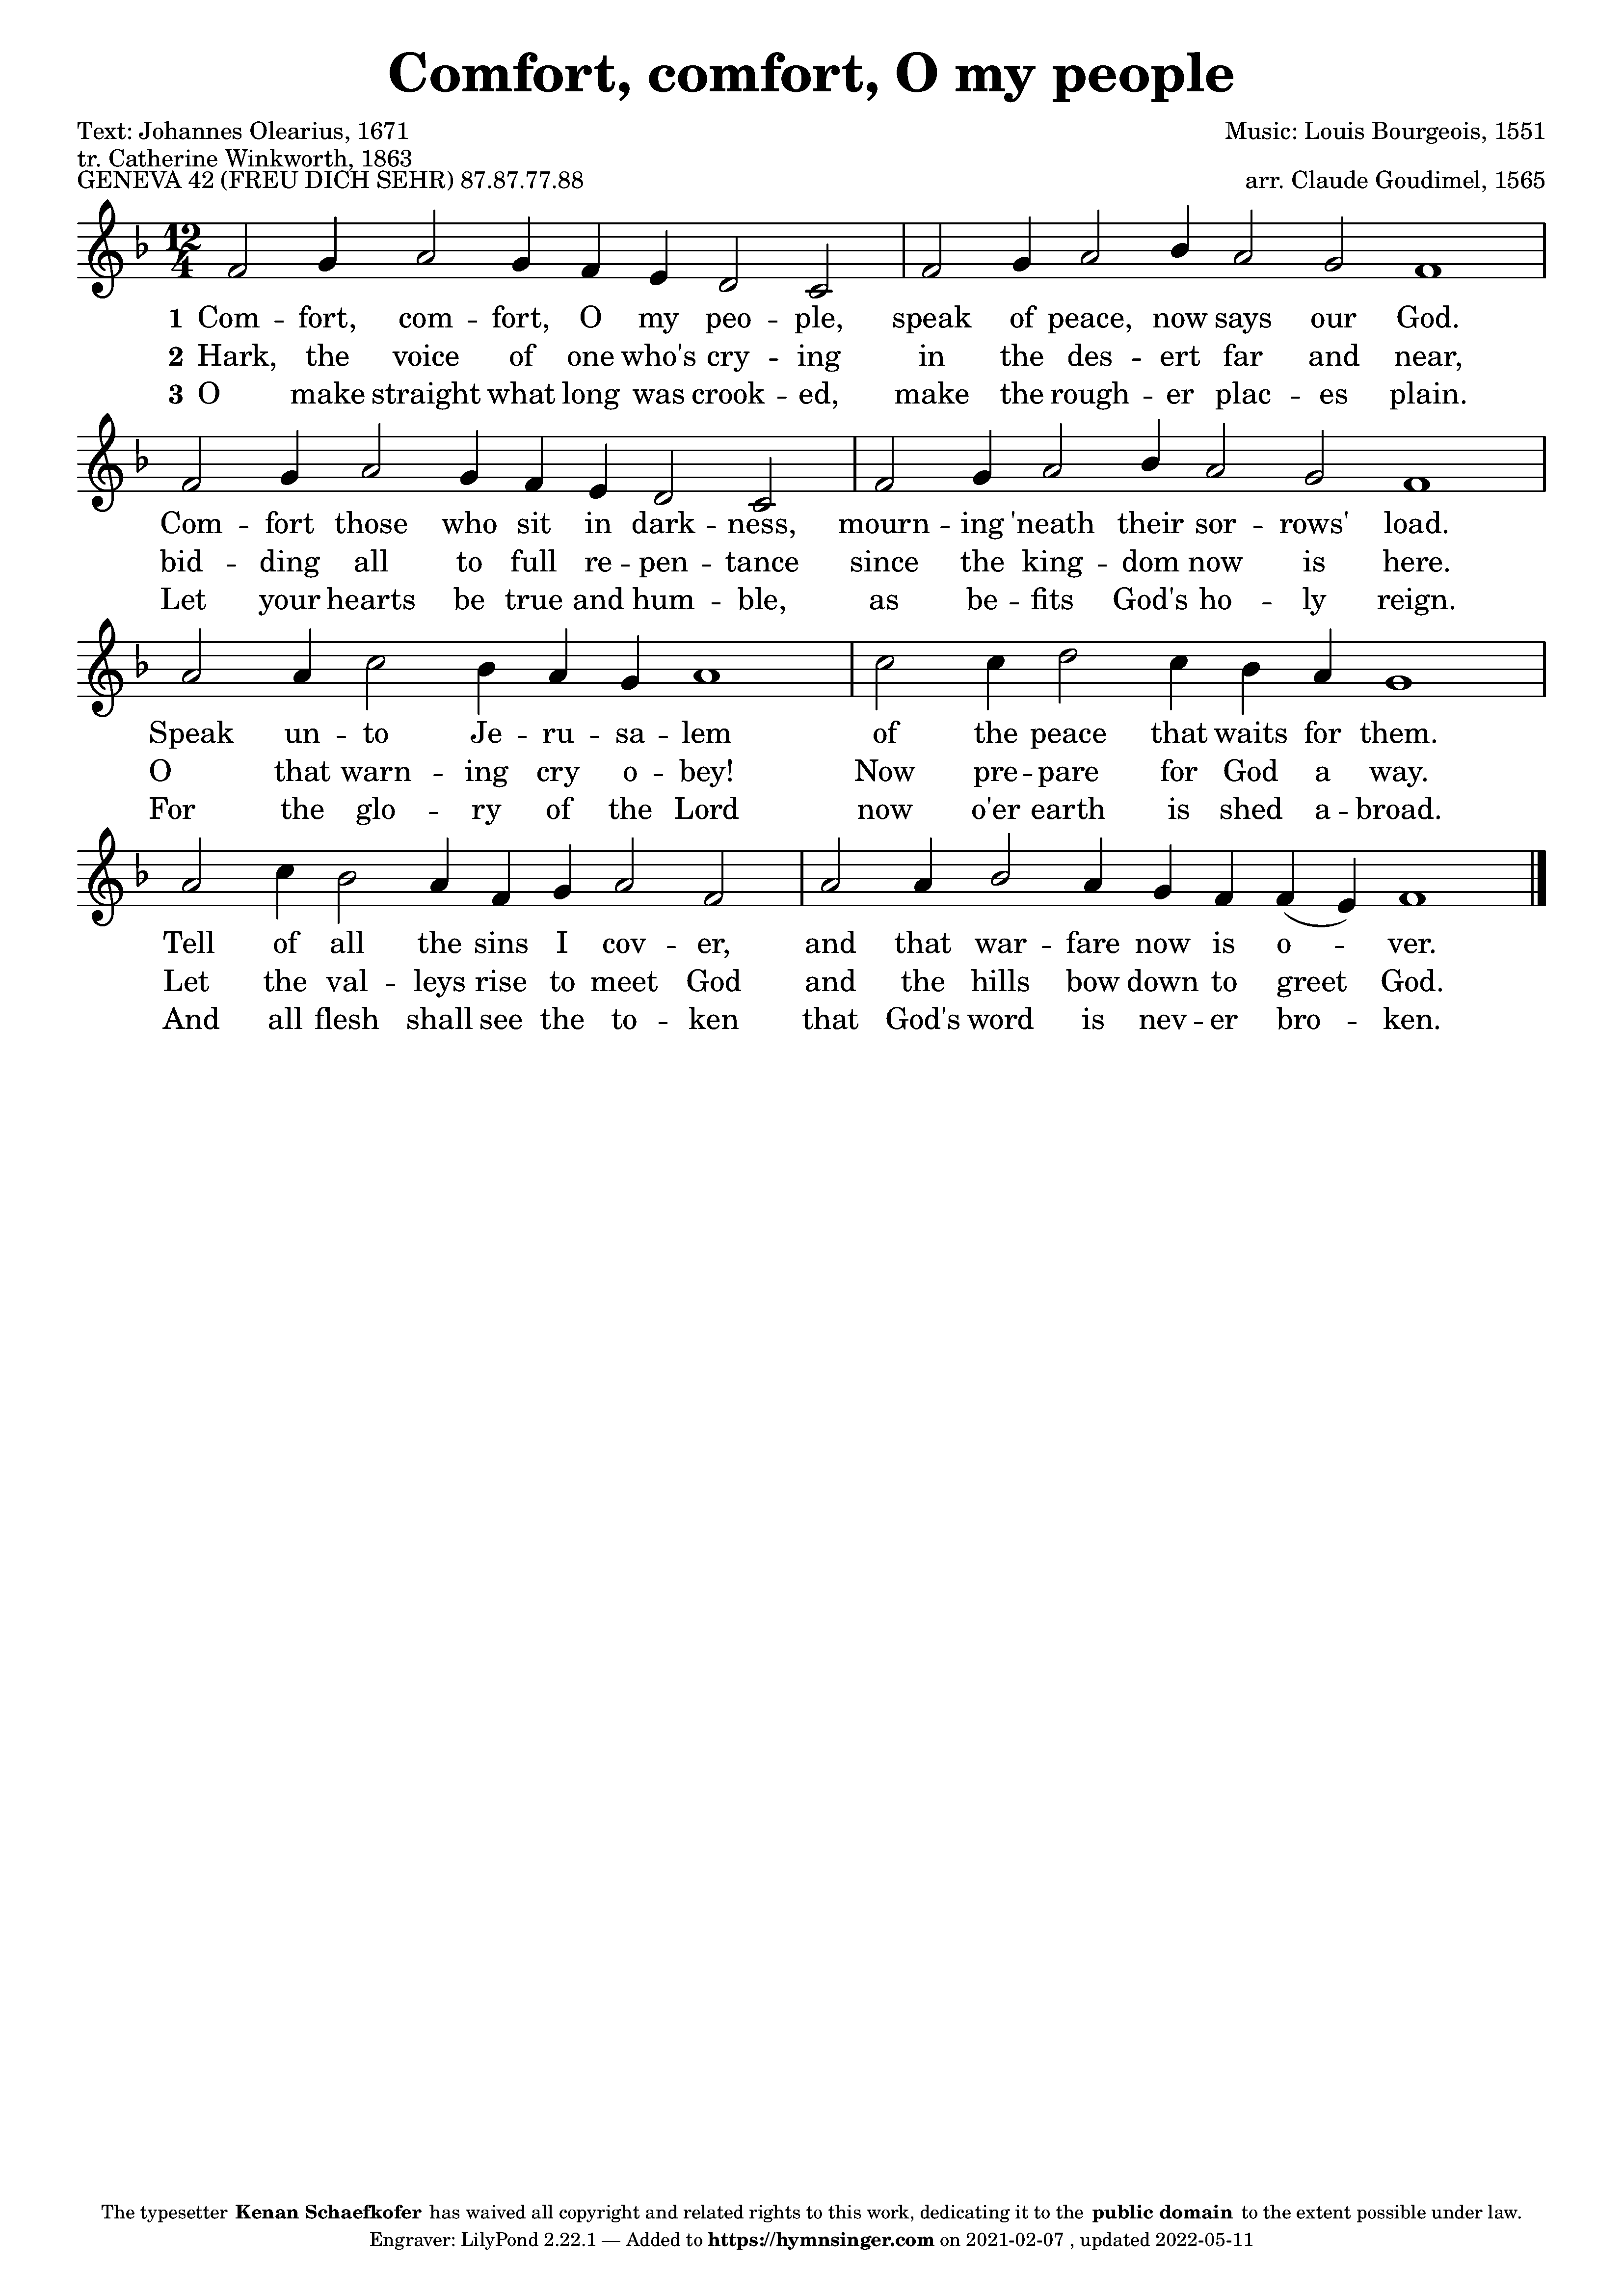 Comfort, comfort, O my people
Text: Johannes Olearius, 1671
Music: Louis Bourgeois, 1551
tr. Catherine Winkworth, 1863
GENEVA 42 (FREU DICH SEHR) 87.87.77.88
arr. Claude Goudimel, 1565
12
4
1 Com - fort, com - fort, O my peo - ple, speak of peace, now says our God.
2 Hark, the voice of one who's cry - ing in the des - ert far and near,
3 O make straight what long was crook - ed, make the rough - er plac - es plain.
Com - fort those who sit in dark - ness, mourn - ing 'neath their sor - rows' load.
bid - ding all to full re - pen - tance since the king - dom now is here.
Let your hearts be true and hum - ble, as be - fits God's ho - ly reign.
Speak un - to Je - ru - sa - lem of the peace that waits for them.
O that warn - ing cry o - bey! Now pre - pare for God a way.
For the glo - ry of the Lord now o'er earth is shed a - broad.
Tell of all the sins I cov - er, and that war - fare now is o - ver.
Let the val - leys rise to meet God and the hills bow down to greet God.
And all flesh shall see the to - ken that God's word is nev - er bro - ken.
The typesetter Kenan Schaefkofer has waived all copyright and related rights to this work, dedicating it to the public domain to the extent possible under law.
Engraver: LilyPond 2.22.1 — Added to https://hymnsinger.com on 2021-02-07 , updated 2022-05-11